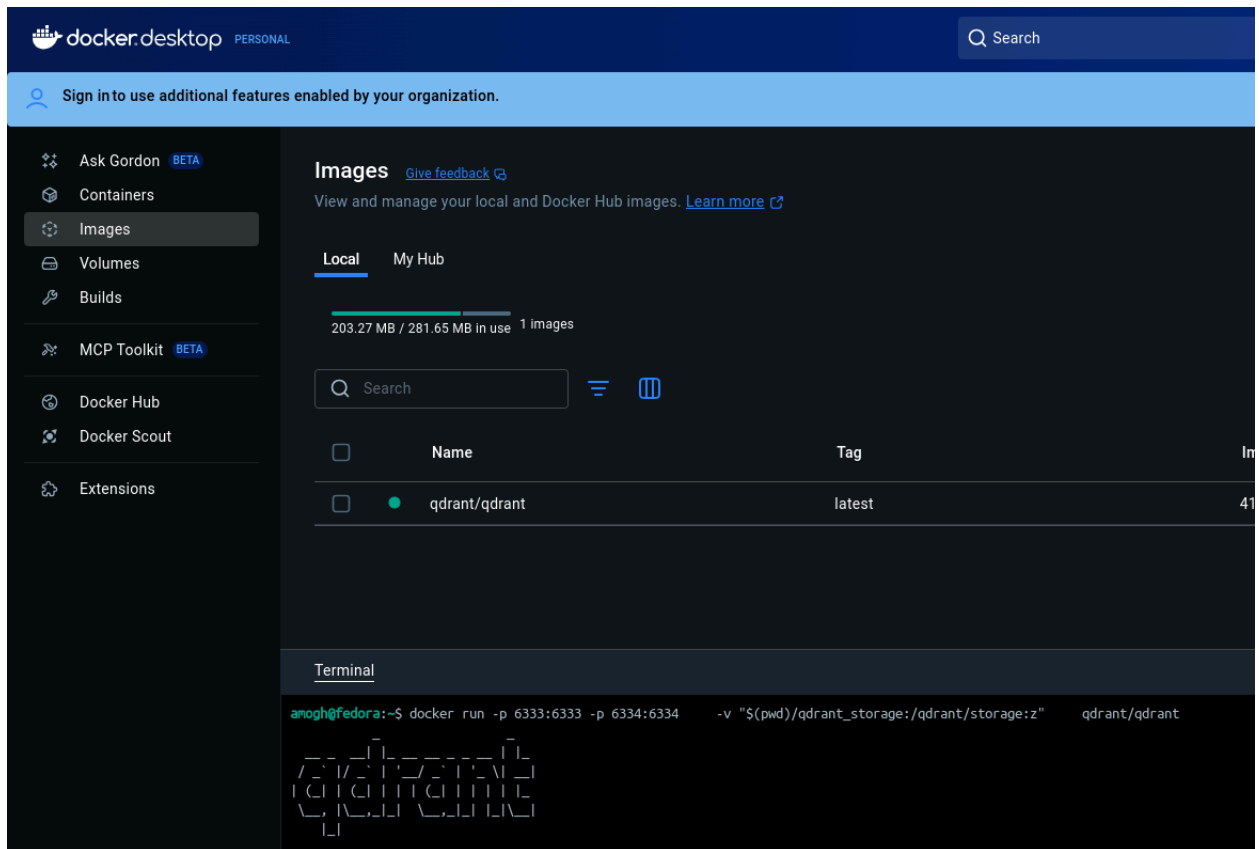 docker.desktop PERSONAL
Search
Sign in to use additional features enabled by your organization.
Ask Gordon BETA
Containers
Images
Volumes
Builds
MCP Toolkit BETA
Docker Hub
Docker Scout
Extensions
Images Give feedback
View and manage your local and Docker Hub images. Learn more
Local My Hub
203.27 MB / 281.65 MB in use 1 images
Search
Name Tag Im
qdrant/qdrant latest 41
Terminal
amogh@fedora:~$ docker run -p 6333:6333 -p 6334:6334 -v "$(pwd)/qdrant_storage:/qdrant/storage:z" qdrant/qdrant
qdrant